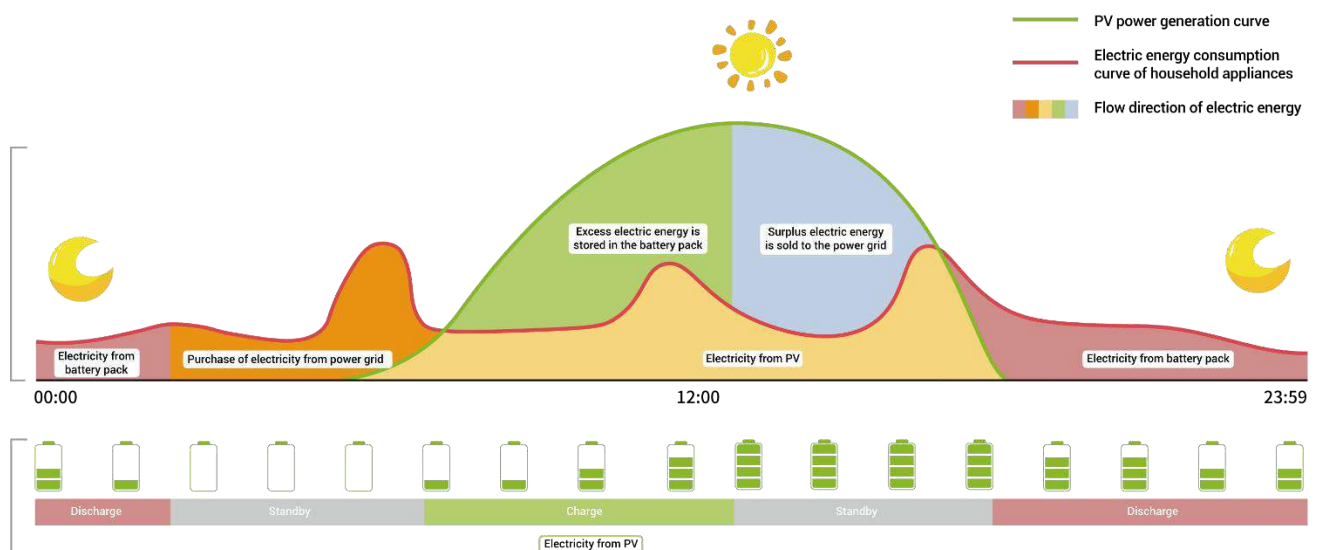 PV power generation curve
Electric energy consumption
curve of household appliances
Flow direction of electric energy
Excess electric energy is
stored in the battery pack
Surplus electric energy
is sold to the power grid
Electricity from
battery pack
Purchase of electricity from power grid
Electricity from PV
Electricity from battery pack
00:00
12:00
23:59
Discharge
Standby
Charge
Standby
Discharge
Electricity from PV